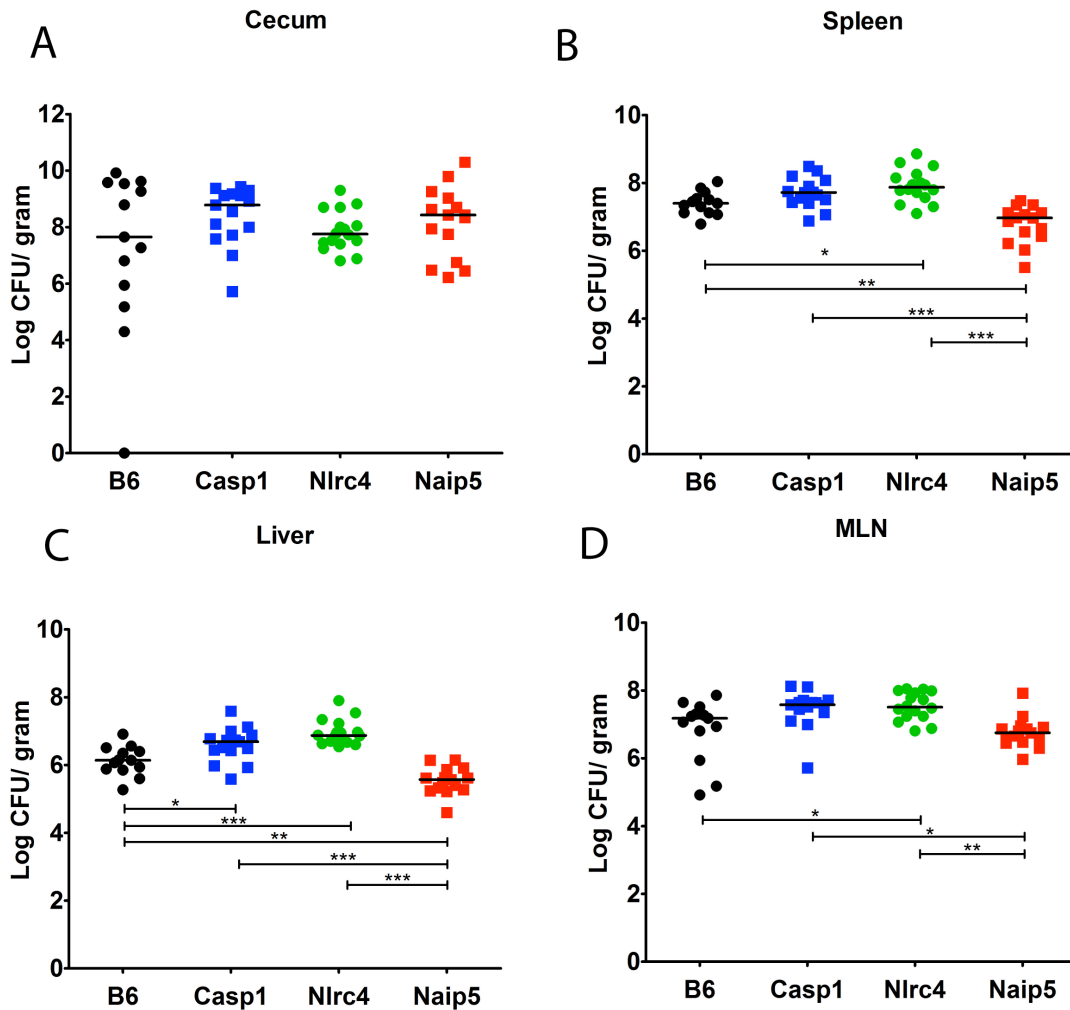 A
Cecum
Log CFU/ gram
12
10
8
6
4
2
0
B6 Casp1 Nlrc4 Naip5
B
Spleen
Log CFU/ gram
10
8
6
4
2
0
*
**
***
***
B6 Casp1 Nlrc4 Naip5
C
Liver
Log CFU/ gram
10
8
6
4
2
0
*
***
**
***
***
B6 Casp1 Nlrc4 Naip5
D
MLN
Log CFU/ gram
10
8
6
4
2
0
*
*
**
B6 Casp1 Nlrc4 Naip5